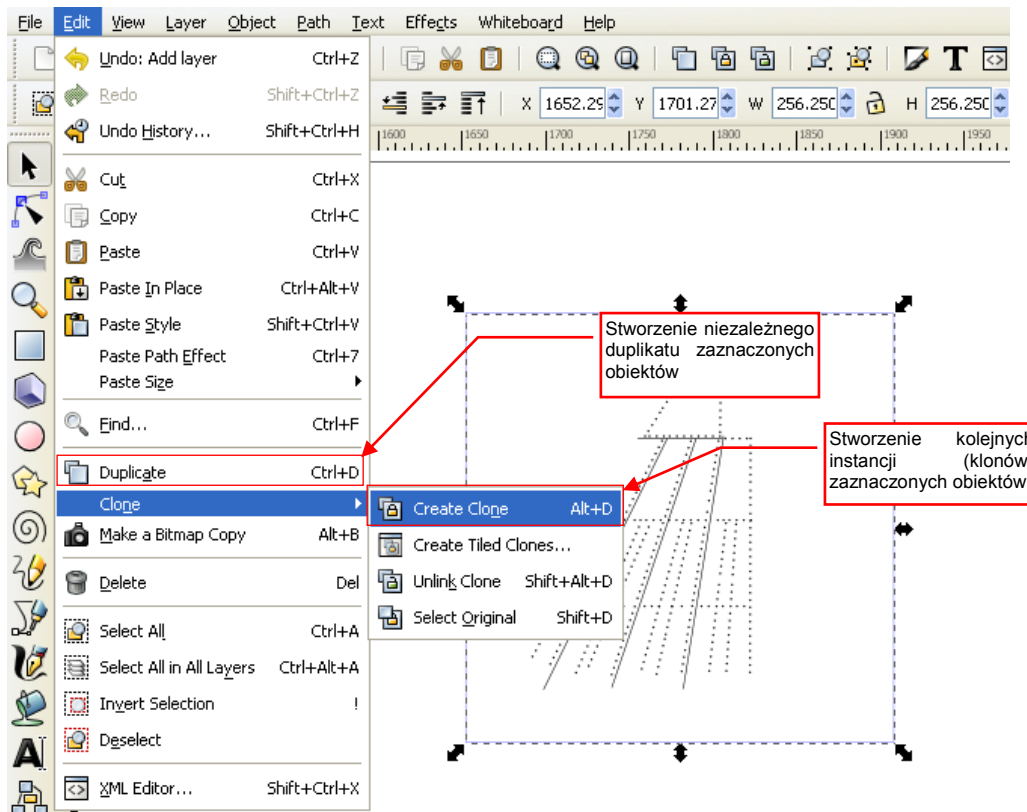 File Edit View Layer Object Path Text Effects Whiteboard Help
Undo: Add layer Ctrl+Z
Redo Shift+Ctrl+Z
Undo History... Shift+Ctrl+H
X 1652.29 Y 1701.27 W 256.250 H 256.250
1600 1650 1700 1750 1800 1850 1900 1950
Cut Ctrl+X
Copy Ctrl+C
Paste Ctrl+V
Paste In Place Ctrl+Alt+V
Paste Style Shift+Ctrl+V
Paste Path Effect Ctrl+7
Paste Size
Find... Ctrl+F
Duplicate Ctrl+D
Clone
Make a Bitmap Copy Alt+B
Delete Del
Select All Ctrl+A
Select All in All Layers Ctrl+Alt+A
Invert Selection !
Deselect
XML Editor... Shift+Ctrl+X
Create Clone Alt+D
Create Tiled Clones...
Unlink Clone Shift+Alt+D
Select Original Shift+D
Stworzenie niezależnego
duplikatu zaznaczonych
obiektów
Stworzenie kolejnych
instancji (klonów
zaznaczonych obiektów